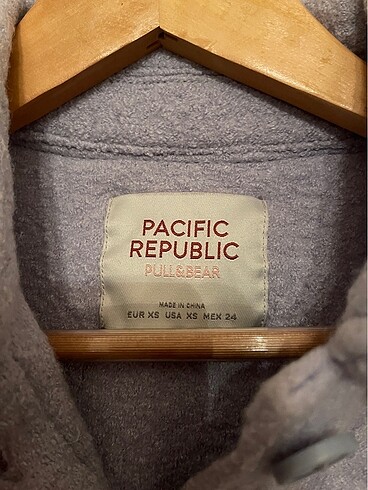 PACIFIC
REPUBLIC
PULL&BEAR
MADE IN CHINA
EUR XS USA XS MEX 24